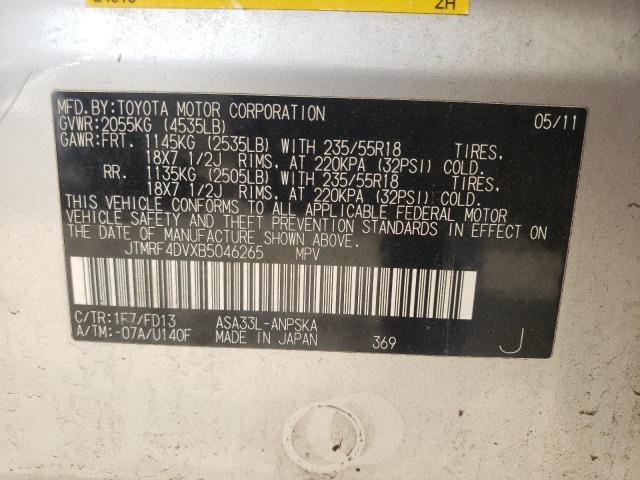 2H
MFD.BY:TOYOTA MOTOR CORPORATION 05/11
GVWR:2055KG (4535LB)
GAWR:FRT. 1145KG (2535LB) WITH 235/55R18 TIRES,
18X7 1/2J RIMS, AT 220KPA (32PSI) COLD.
RR. 1135KG (2505LB) WITH 235/55R18 TIRES,
18X7 1/2J RIMS, AT 220KPA (32PSI) COLD.
THIS VEHICLE CONFORMS TO ALL APPLICABLE FEDERAL MOTOR
VEHICLE SAFETY AND THEFT PREVENTION STANDARDS IN EFFECT
ON THE DATE OF MANUFACTURE SHOWN ABOVE.
JTMRF4DVXB5046265 MPV
C/TR:1F7/FD13 ASA33L-ANPSKA
A/TM:-07A/U140F MADE IN JAPAN 369 J